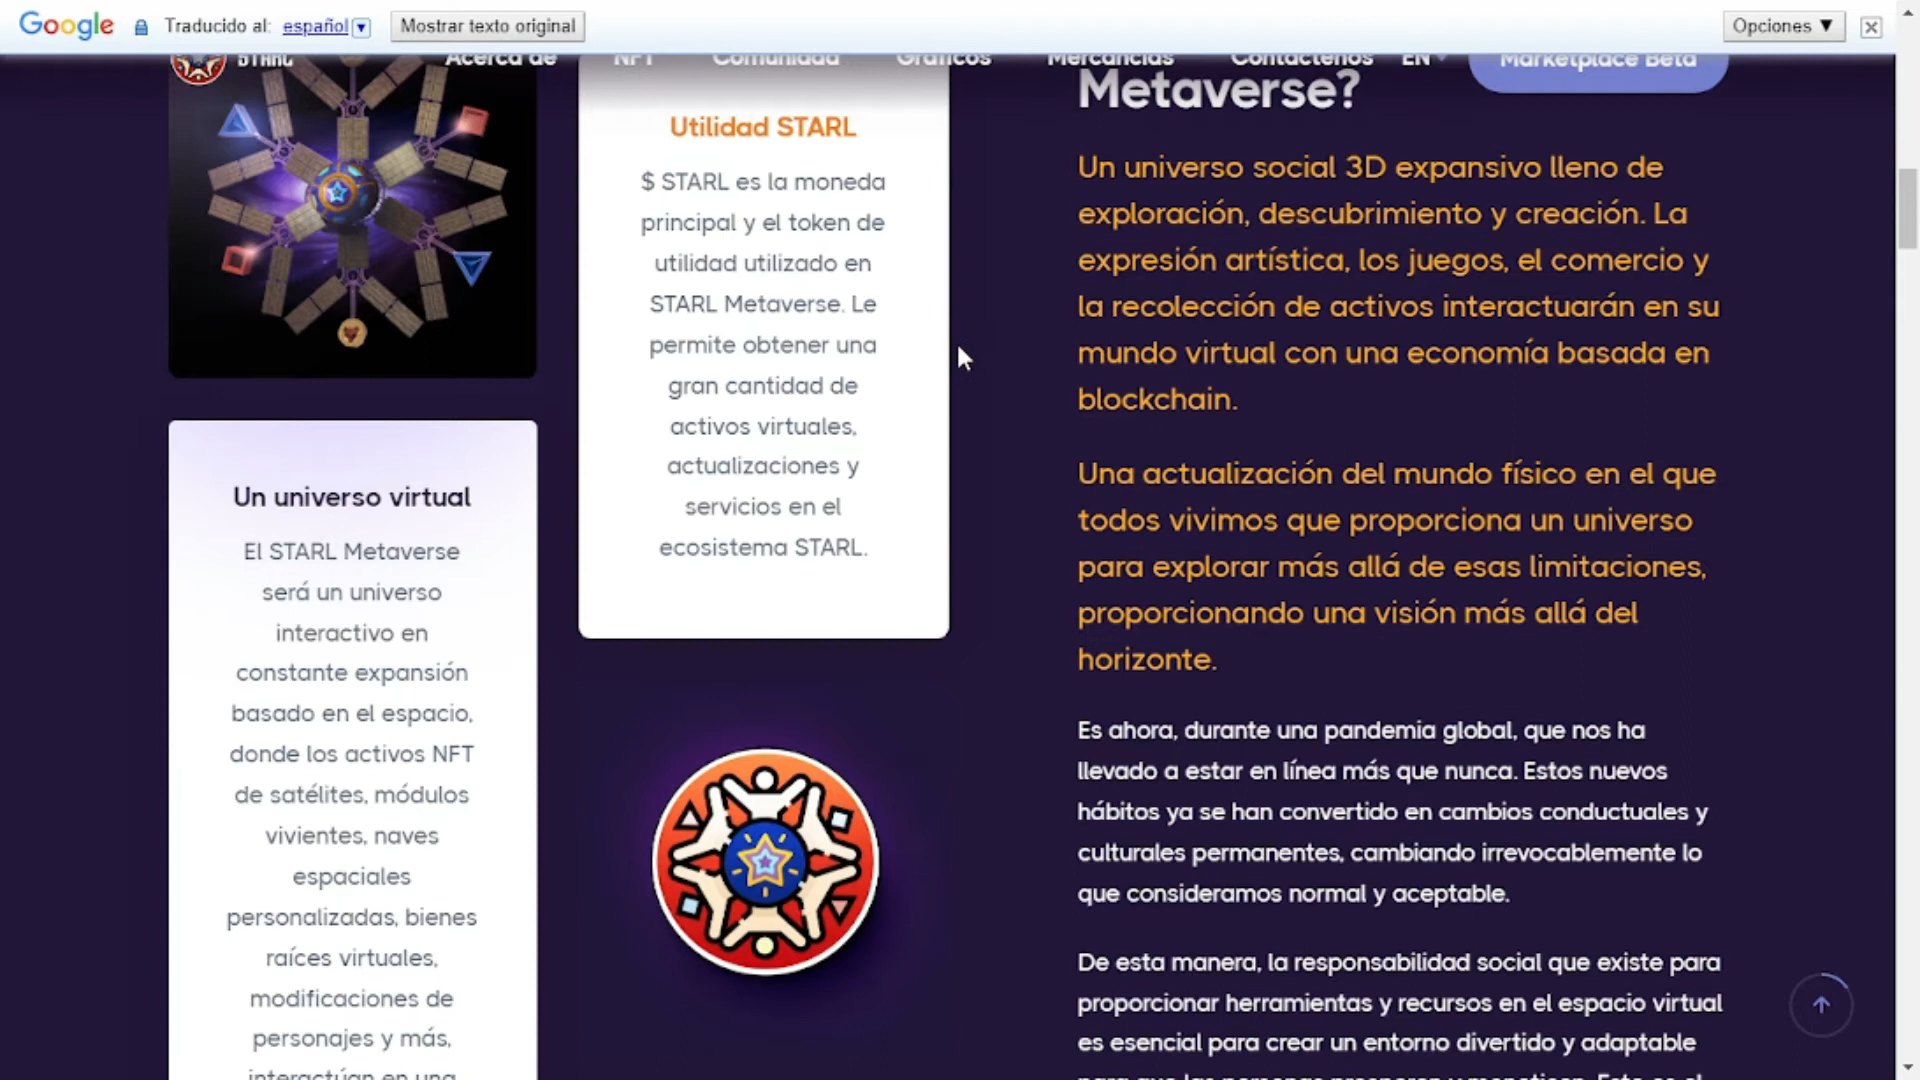 Google Traducido al: español Mostrar texto original Opciones ▼
STARL Acerca de NFT Comunidad Gráficos Mercancías Contáctenos EN Marketplace Beta
Utilidad STARL
$ STARL es la moneda
principal y el token de
utilidad utilizado en
STARL Metaverse. Le
permite obtener una
gran cantidad de
activos virtuales,
actualizaciones y
servicios en el
ecosistema STARL.
Un universo virtual
El STARL Metaverse
será un universo
interactivo en
constante expansión
basado en el espacio,
donde los activos NFT
de satélites, módulos
vivientes, naves
espaciales
personalizadas, bienes
raíces virtuales,
modificaciones de
personajes y más,
interactúan en una
Metaverse?
Un universo social 3D expansivo lleno de
exploración, descubrimiento y creación. La
expresión artística, los juegos, el comercio y
la recolección de activos interactuarán en su
mundo virtual con una economía basada en
blockchain.
Una actualización del mundo físico en el que
todos vivimos que proporciona un universo
para explorar más allá de esas limitaciones,
proporcionando una visión más allá del
horizonte.
Es ahora, durante una pandemia global, que nos ha
llevado a estar en línea más que nunca. Estos nuevos
hábitos ya se han convertido en cambios conductuales y
culturales permanentes, cambiando irrevocablemente lo
que consideramos normal y aceptable.
De esta manera, la responsabilidad social que existe para
proporcionar herramientas y recursos en el espacio virtual
es esencial para crear un entorno divertido y adaptable